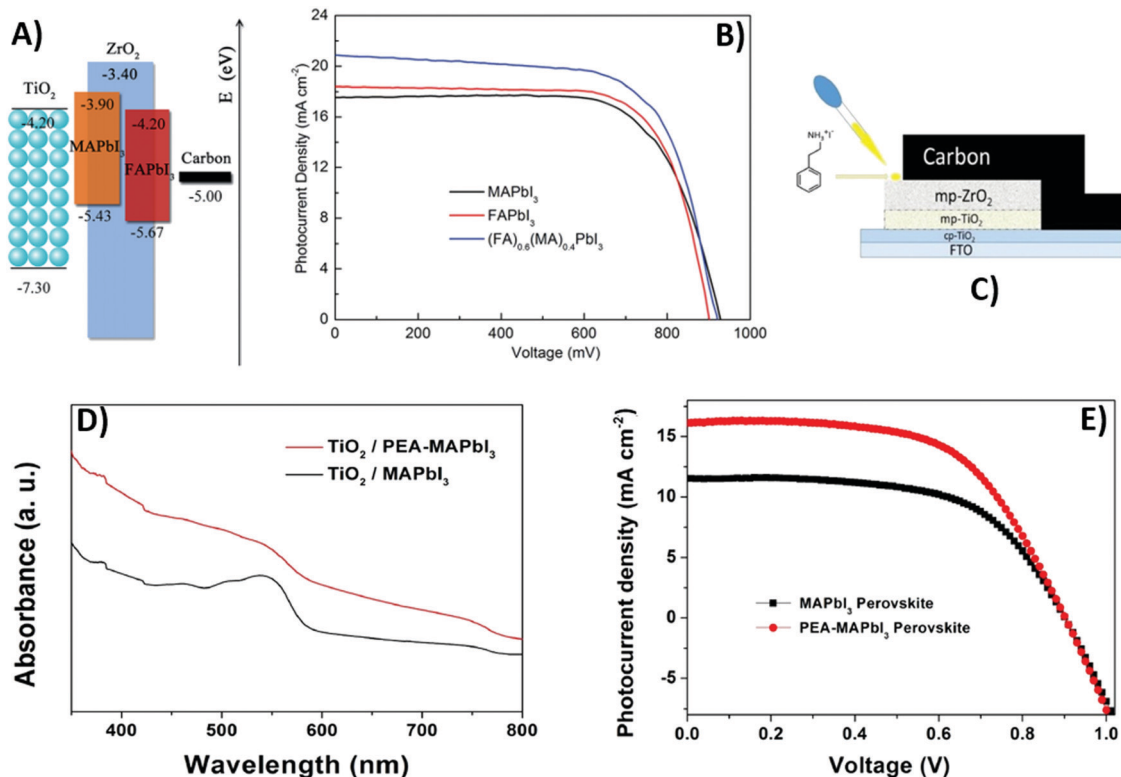 A)
ZrO₂
-3.40
TiO₂
-4.20
-3.90
MAPbI₃
-5.43
-4.20
FAPbI₃
-5.67
Carbon
-5.00
-7.30
E (eV)
B)
Photocurrent Density (mA cm⁻²)
24
20
16
12
8
4
0
0 200 400 600 800 1000
Voltage (mV)
MAPbI₃
FAPbI₃
(FA)₀.₆(MA)₀.₄PbI₃
NH₃⁺I⁻
Carbon
mp-ZrO₂
mp-TiO₂
cp-TiO₂
FTO
C)
D)
Absorbance (a. u.)
TiO₂ / PEA-MAPbI₃
TiO₂ / MAPbI₃
400 500 600 700 800
Wavelength (nm)
E)
Photocurrent density (mA cm⁻²)
15
10
5
0
-5
MAPbI₃ Perovskite
PEA-MAPbI₃ Perovskite
0.0 0.2 0.4 0.6 0.8 1.0
Voltage (V)